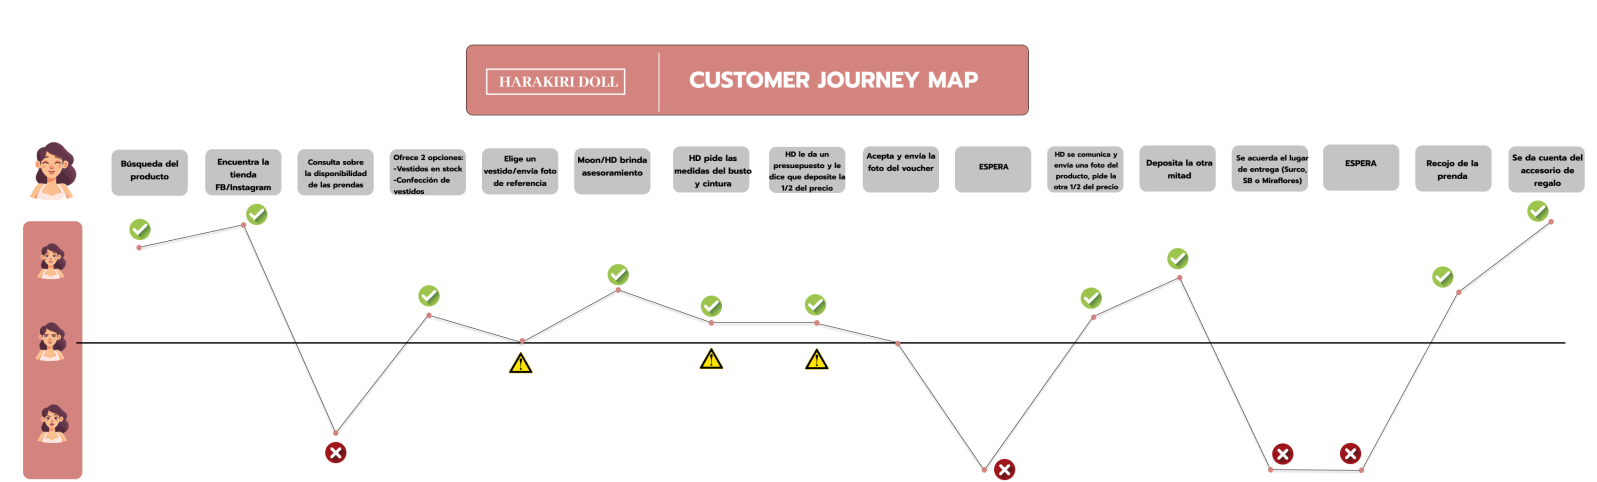 HARAKIRI DOLL
CUSTOMER JOURNEY MAP
Búsqueda del
producto
Encuentra la
tienda
FB/Instagram
Consulta sobre
la disponibilidad
de las prendas
Ofrece 2 opciones:
-Vestidos en stock
-Confección de
vestidos
Elige un
vestido/envía foto
de referencia
Moon/HD brinda
asesoramiento
HD pide las
medidas del busto
y cintura
HD le da un
presuepuesto y le
dice que deposite la
1/2 del precio
Acepta y envía la
foto del voucher
ESPERA
HD se comunica y
envía una foto del
producto, pide la
otra 1/2 del precio
Deposita la otra
mitad
Se acuerda el lugar
de entrega (Surco,
SB o Miraflores)
ESPERA
Recojo de la
prenda
Se da cuenta del
accesorio de
regalo